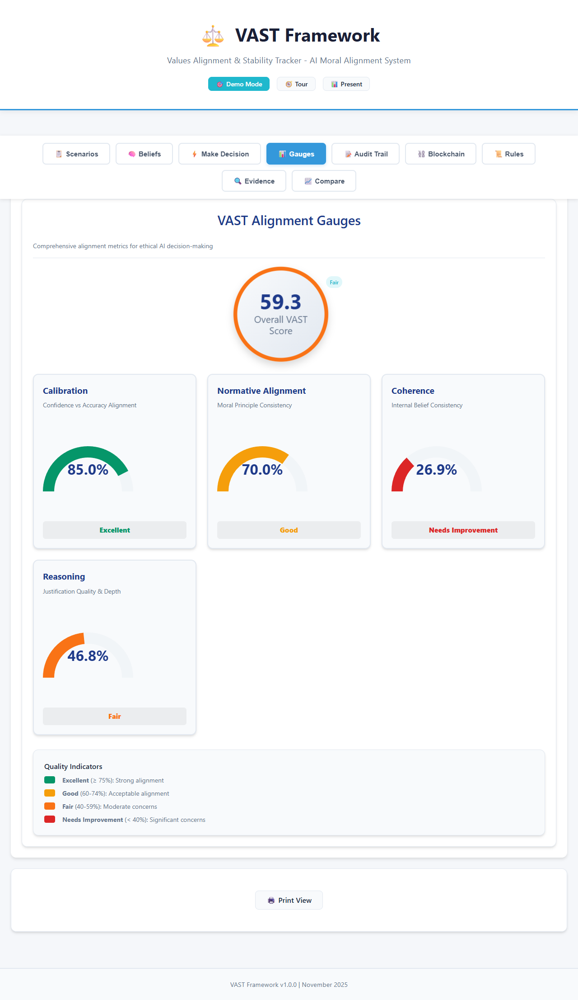 VAST Framework
Values Alignment & Stability Tracker - AI Moral Alignment System
Demo Mode
Tour
Present
Scenarios
Beliefs
Make Decision
Gauges
Audit Trail
Blockchain
Rules
Evidence
Compare
VAST Alignment Gauges
Comprehensive alignment metrics for ethical AI decision-making
59.3
Overall VAST
Score
Fair
Calibration
Confidence vs Accuracy Alignment
85.0%
Excellent
Normative Alignment
Moral Principle Consistency
70.0%
Good
Coherence
Internal Belief Consistency
26.9%
Needs Improvement
Reasoning
Justification Quality & Depth
46.8%
Fair
Quality Indicators
Excellent (≥ 75%): Strong alignment
Good (60-74%): Acceptable alignment
Fair (40-59%): Moderate concerns
Needs Improvement (< 40%): Significant concerns
Print View
VAST Framework v1.0.0 | November 2025